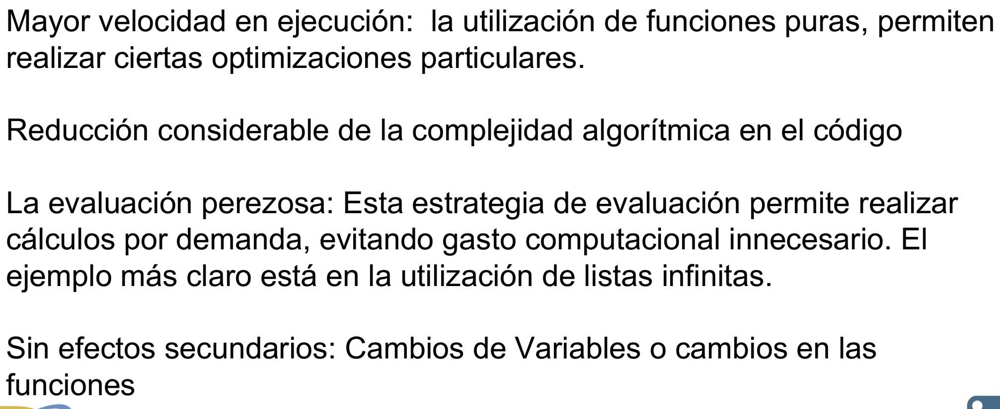 Mayor velocidad en ejecución:  la utilización de funciones puras, permiten
realizar ciertas optimizaciones particulares.
Reducción considerable de la complejidad algorítmica en el código
La evaluación perezosa: Esta estrategia de evaluación permite realizar
cálculos por demanda, evitando gasto computacional innecesario. El
ejemplo más claro está en la utilización de listas infinitas.
Sin efectos secundarios: Cambios de Variables o cambios en las
funciones